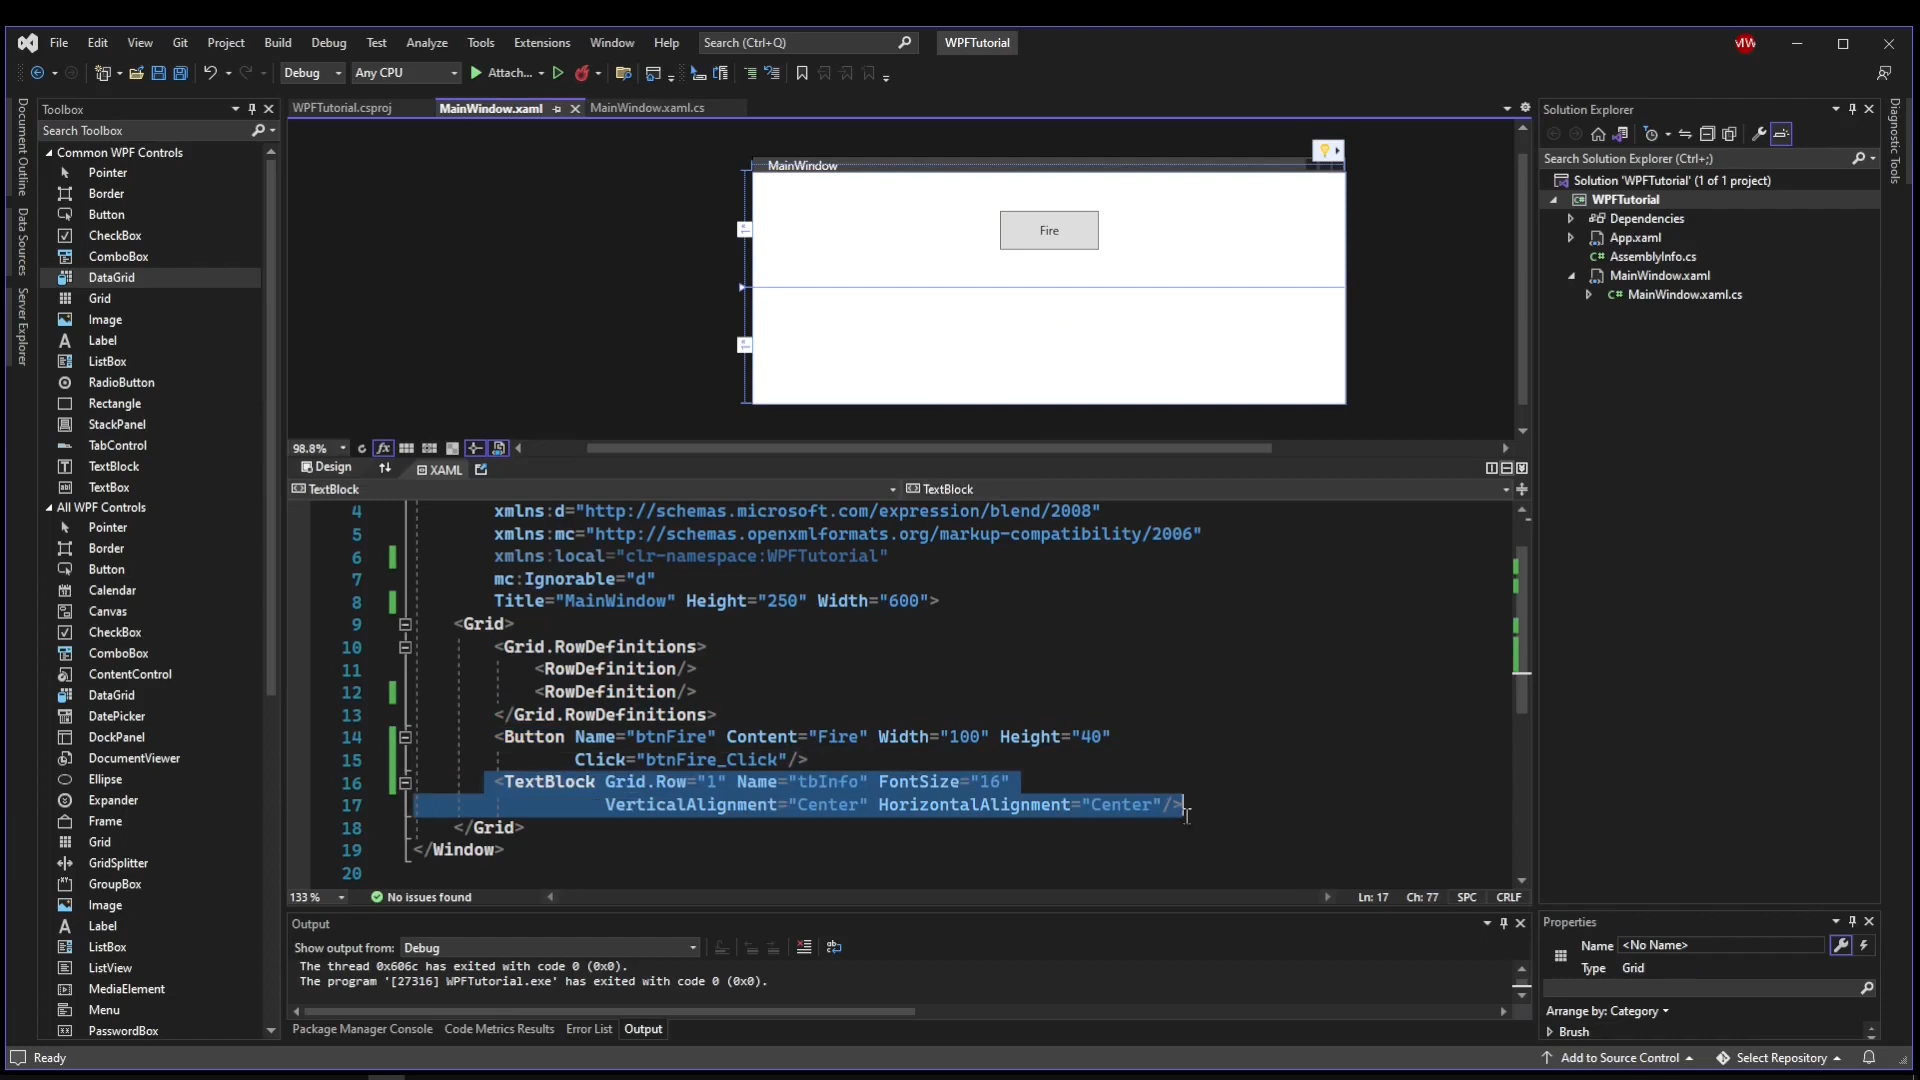 File Edit View Git Project Build Debug Test Analyze Tools Extensions Window Help Search (Ctrl+Q) WPFTutorial
Debug Any CPU Attach...
Document Outline
Data Sources
Server Explorer
Toolbox
Search Toolbox
Common WPF Controls
Pointer
Border
Button
CheckBox
ComboBox
DataGrid
Grid
Image
Label
ListBox
RadioButton
Rectangle
StackPanel
TabControl
TextBlock
TextBox
All WPF Controls
Pointer
Border
Button
Calendar
Canvas
CheckBox
ComboBox
ContentControl
DataGrid
DatePicker
DockPanel
DocumentViewer
Ellipse
Expander
Frame
Grid
GridSplitter
GroupBox
Image
Label
ListBox
ListView
MediaElement
Menu
PasswordBox
WPFTutorial.csproj MainWindow.xaml MainWindow.xaml.cs
MainWindow
Fire
98.8%
Design XAML
TextBlock TextBlock
4 xmlns:d="http://schemas.microsoft.com/expression/blend/2008"
5 xmlns:mc="http://schemas.openxmlformats.org/markup-compatibility/2006"
6 xmlns:local="clr-namespace:WPFTutorial"
7 mc:Ignorable="d"
8 Title="MainWindow" Height="250" Width="600">
9 <Grid>
10 <Grid.RowDefinitions>
11 <RowDefinition/>
12 <RowDefinition/>
13 </Grid.RowDefinitions>
14 <Button Name="btnFire" Content="Fire" Width="100" Height="40"
15 Click="btnFire_Click"/>
16 <TextBlock Grid.Row="1" Name="tbInfo" FontSize="16"
17 VerticalAlignment="Center" HorizontalAlignment="Center"/>
18 </Grid>
19 </Window>
20
133 % No issues found Ln: 17 Ch: 77 SPC CRLF
Output
Show output from: Debug
The thread 0x606c has exited with code 0 (0x0).
The program '[27316] WPFTutorial.exe' has exited with code 0 (0x0).
Package Manager Console Code Metrics Results Error List Output
Solution Explorer
Search Solution Explorer (Ctrl+;)
Solution 'WPFTutorial' (1 of 1 project)
WPFTutorial
Dependencies
App.xaml
C# AssemblyInfo.cs
MainWindow.xaml
C# MainWindow.xaml.cs
Diagnostic Tools
Properties
Name <No Name>
Type Grid
Arrange by: Category
Brush
Ready Add to Source Control Select Repository